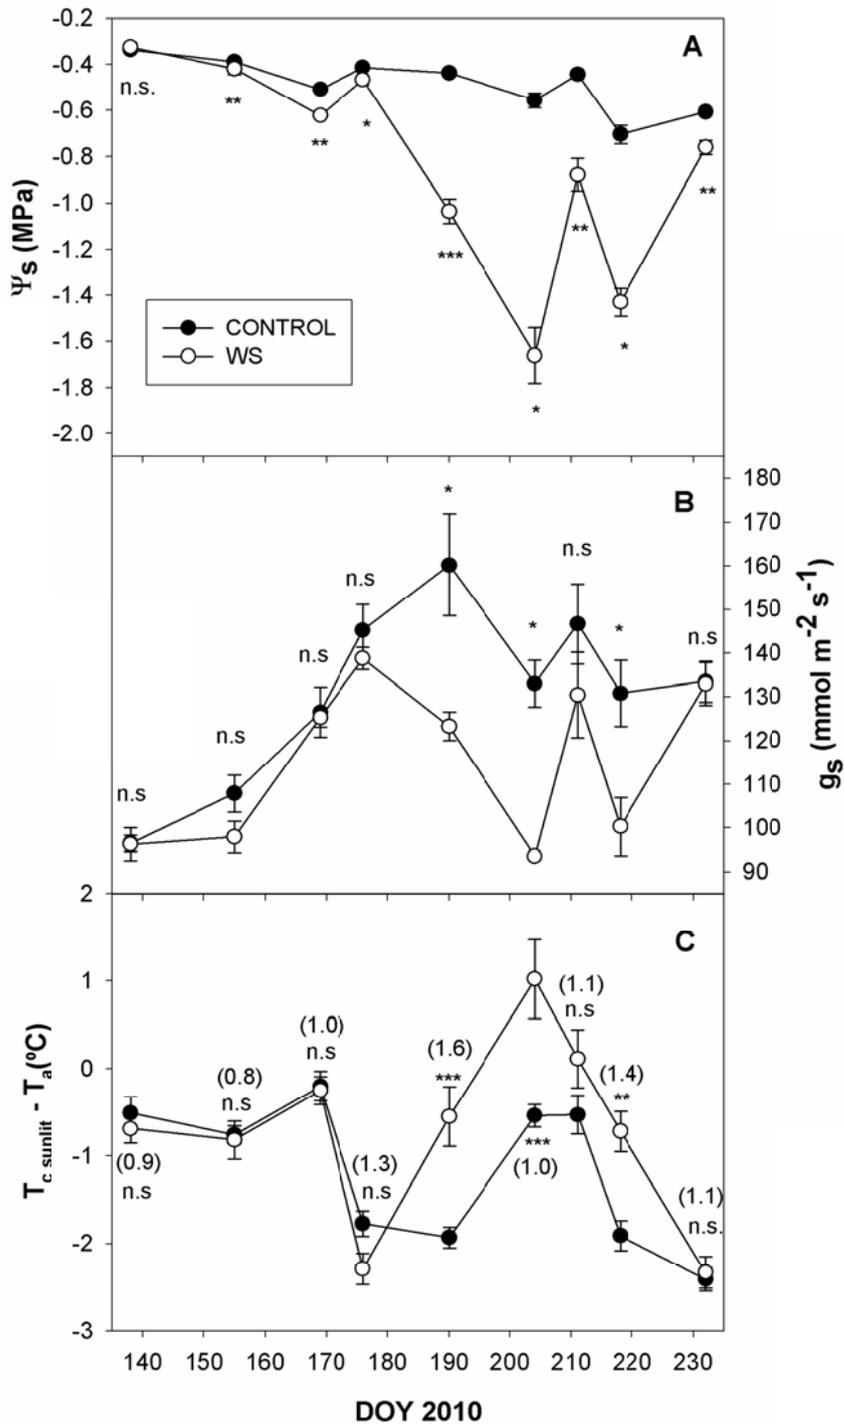 -0.2
-0.4
-0.6
-0.8
-1.0
-1.2
-1.4
-1.6
-1.8
-2.0
Ψs (MPa)
A
n.s.
**
**
*
***
*
**
*
**
CONTROL
WS
B
180
170
160
150
140
130
120
110
100
90
gs (mmol m-2 s-1)
n.s
n.s
n.s
n.s
*
*
n.s
*
n.s
C
2
1
0
-1
-2
-3
Tc sunlit - Ta(ºC)
(0.9)
n.s
(0.8)
n.s
(1.0)
n.s
(1.3)
n.s
(1.6)
***
***
(1.0)
(1.1)
n.s
(1.4)
**
(1.1)
n.s.
140 150 160 170 180 190 200 210 220 230
DOY 2010